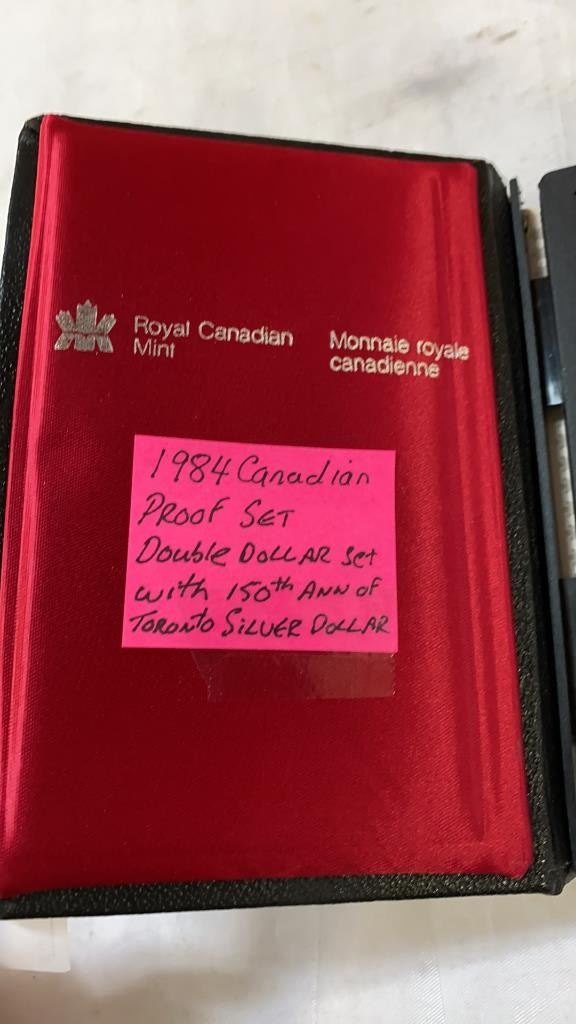 Royal Canadian
Mint
Monnaie royale
canadienne
1984 Canadian
PROOF SET
Double DOLLAR set
with 150th ANN of
TORONTO SILVER DOLLAR